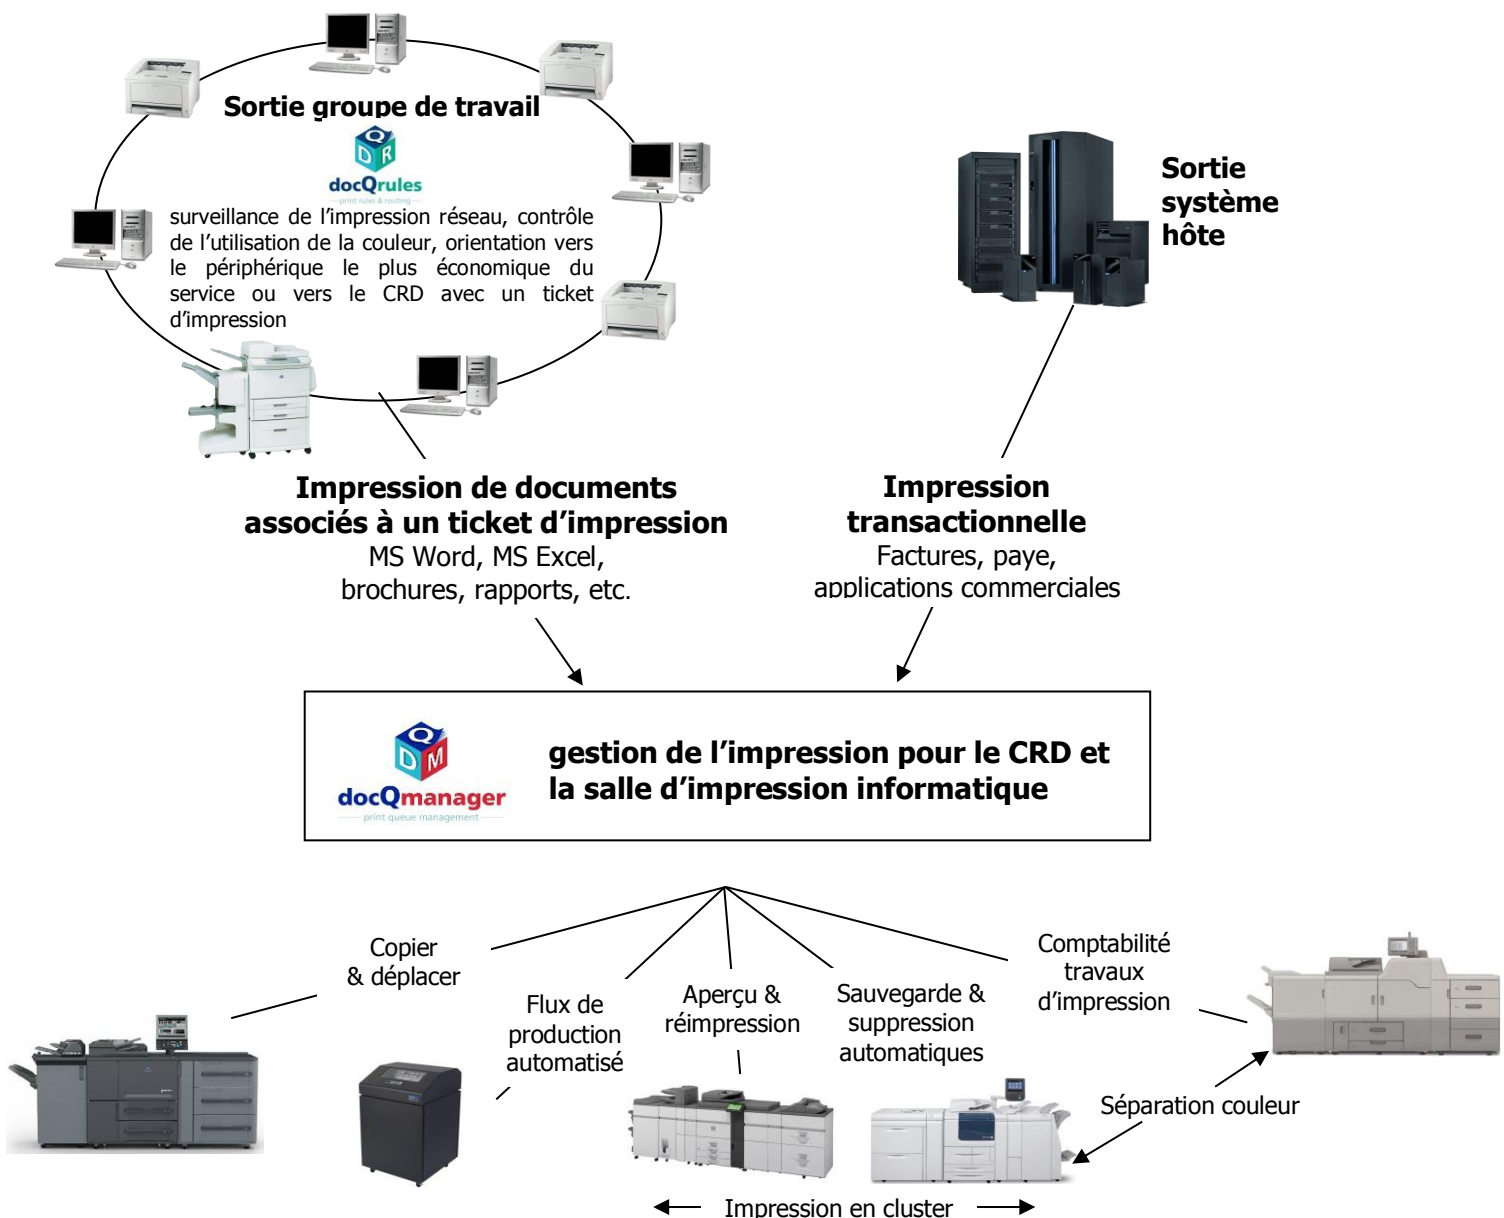 Sortie groupe de travail
Q
D R
docQrules
print rules & routing
surveillance de l’impression réseau, contrôle
de l’utilisation de la couleur, orientation vers
le périphérique le plus économique du
service ou vers le CRD avec un ticket
d’impression
Sortie
système
hôte
Impression de documents
associés à un ticket d’impression
MS Word, MS Excel,
brochures, rapports, etc.
Impression
transactionnelle
Factures, paye,
applications commerciales
Q
D M
docQmanager
print queue management
gestion de l’impression pour le CRD et
la salle d’impression informatique
Copier
& déplacer
Flux de
production
automatisé
Aperçu &
réimpression
Sauvegarde &
suppression
automatiques
Comptabilité
travaux
d’impression
Séparation couleur
Impression en cluster